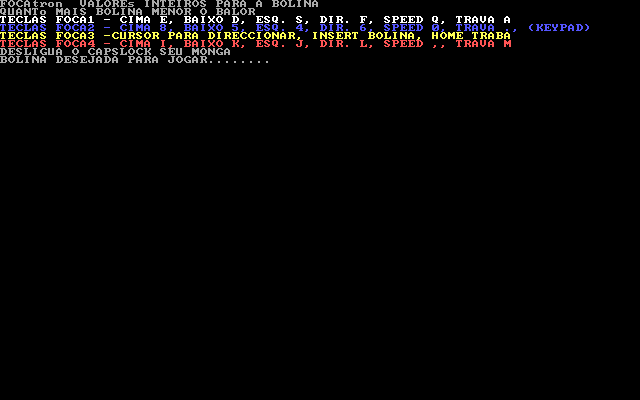 FOCAtron  VALOREs INTEIROS PARA A BOLINA
QUANTo MAIS BOLINA MENOR O BALOR
TECLAS FOCA1 - CIMA E, BAIXO D, ESQ. S, DIR. F, SPEED Q, TRAVA A
TECLAS FOCA2 - CIMA 8, BAIXO 5, ESQ. 4, DIR. 6, SPEED 0, TRAVA ,, (KEYPAD)
TECLAS FOCA3 -CURSOR PARA DIRECCIONAR, INSERT BOLINA, HOME TRABA
TECLAS FOCA4 - CIMA I, BAIXO K, ESQ. J, DIR. L, SPEED ,, TRAVA M
DESLIGUA O CAPSLOCK SEU MONGA
BOLINA DESEJADA PARA JOGAR........